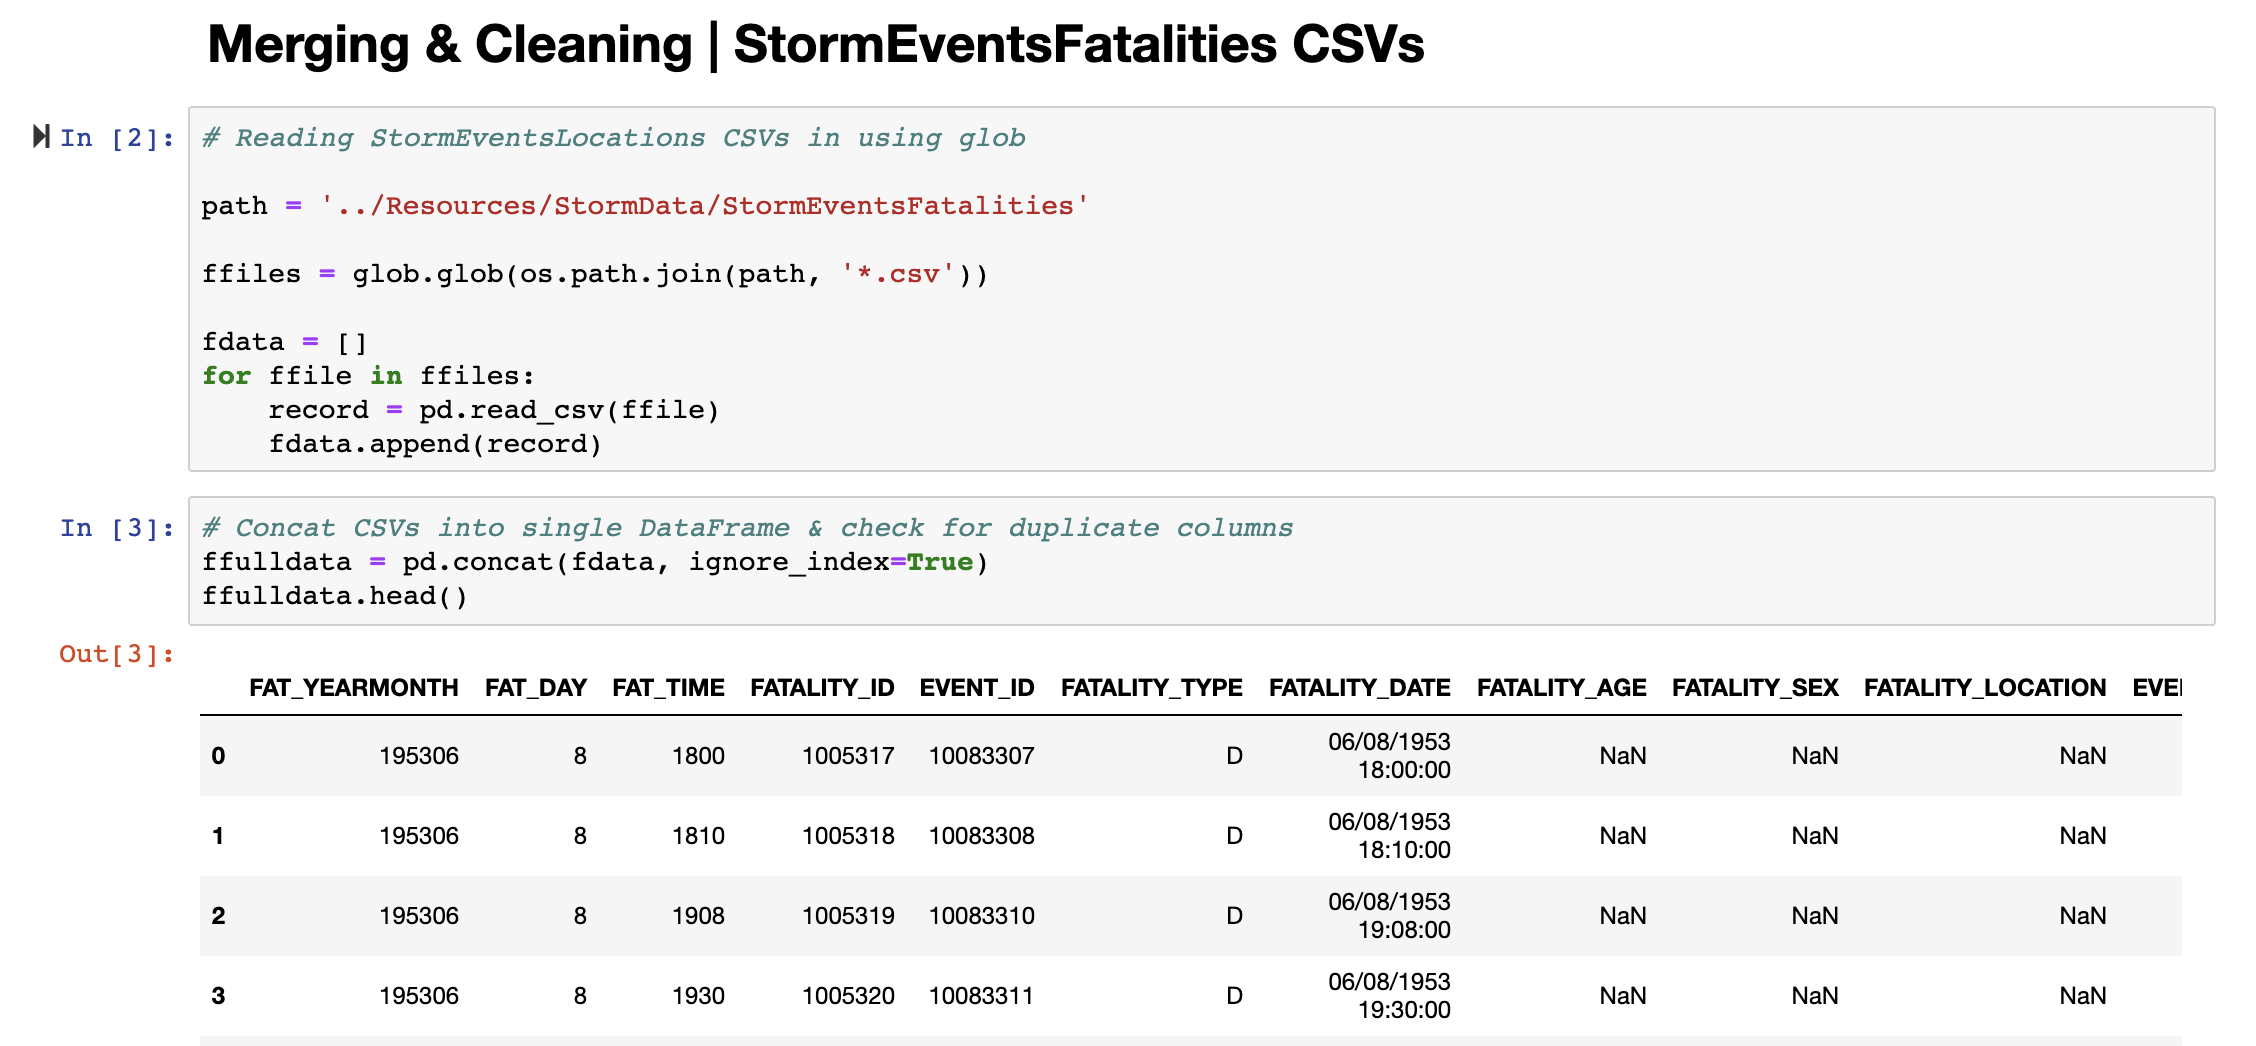 Merging & Cleaning | StormEventsFatalities CSVs
In [2]:
# Reading StormEventsLocations CSVs in using glob
path = '../Resources/StormData/StormEventsFatalities'
ffiles = glob.glob(os.path.join(path, '*.csv'))
fdata = []
for ffile in ffiles:
    record = pd.read_csv(ffile)
    fdata.append(record)
In [3]:
# Concat CSVs into single DataFrame & check for duplicate columns
ffulldata = pd.concat(fdata, ignore_index=True)
ffulldata.head()
Out[3]:
FAT_YEARMONTH FAT_DAY FAT_TIME FATALITY_ID EVENT_ID FATALITY_TYPE FATALITY_DATE FATALITY_AGE FATALITY_SEX FATALITY_LOCATION
0 195306 8 1800 1005317 10083307 D 06/08/1953 18:00:00 NaN NaN NaN
1 195306 8 1810 1005318 10083308 D 06/08/1953 18:10:00 NaN NaN NaN
2 195306 8 1908 1005319 10083310 D 06/08/1953 19:08:00 NaN NaN NaN
3 195306 8 1930 1005320 10083311 D 06/08/1953 19:30:00 NaN NaN NaN